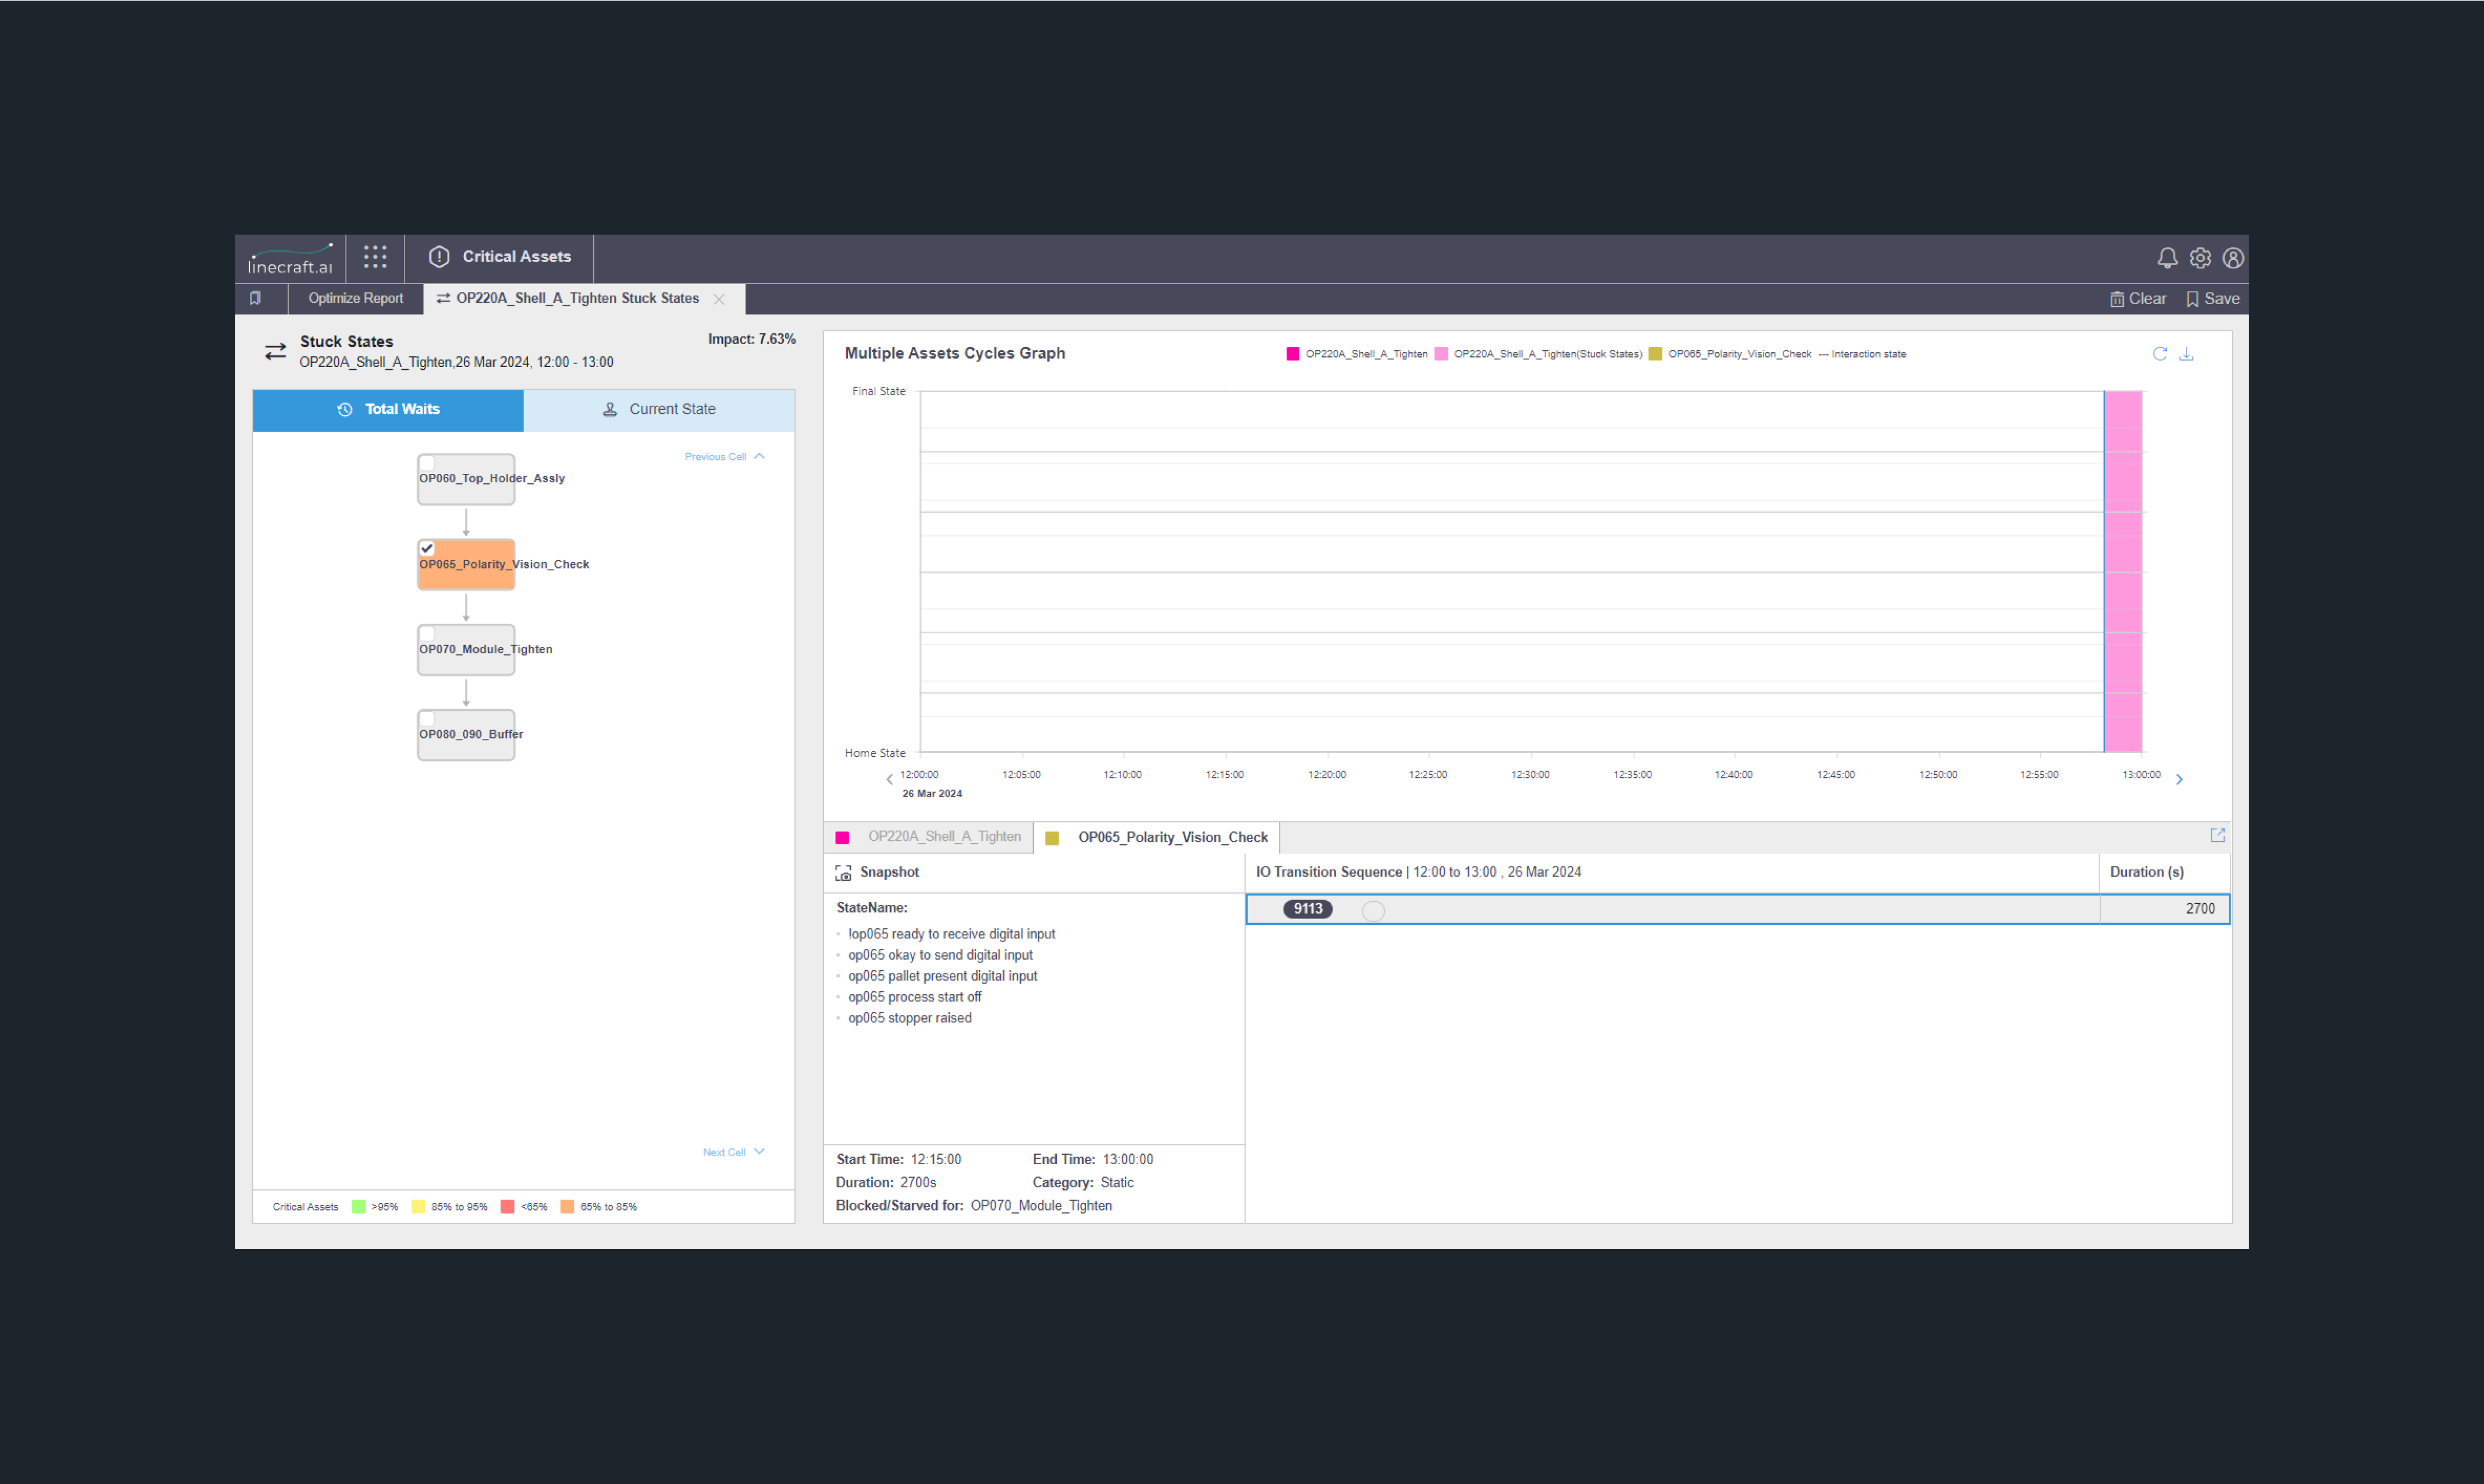 linecraft.ai
Critical Assets
Optimize Report
OP220A_Shell_A_Tighten Stuck States
Clear
Save
Stuck States
Impact: 7.63%
OP220A_Shell_A_Tighten,26 Mar 2024, 12:00 - 13:00
Total Waits
Current State
Previous Cell
OP060_Top_Holder_Assly
OP065_Polarity_Vision_Check
OP070_Module_Tighten
OP080_090_Buffer
Next Cell
Critical Assets >95% 85% to 95% <65% 65% to 85%
Multiple Assets Cycles Graph
OP220A_Shell_A_Tighten OP220A_Shell_A_Tighten(Stuck States) OP065_Polarity_Vision_Check --- Interaction state
Final State
Home State
12:00:00 12:05:00 12:10:00 12:15:00 12:20:00 12:25:00 12:30:00 12:35:00 12:40:00 12:45:00 12:50:00 12:55:00 13:00:00
26 Mar 2024
OP220A_Shell_A_Tighten
OP065_Polarity_Vision_Check
Snapshot
IO Transition Sequence | 12:00 to 13:00 , 26 Mar 2024
Duration (s)
9113
2700
StateName:
!op065 ready to receive digital input
op065 okay to send digital input
op065 pallet present digital input
op065 process start off
op065 stopper raised
Start Time: 12:15:00 End Time: 13:00:00
Duration: 2700s Category: Static
Blocked/Starved for: OP070_Module_Tighten